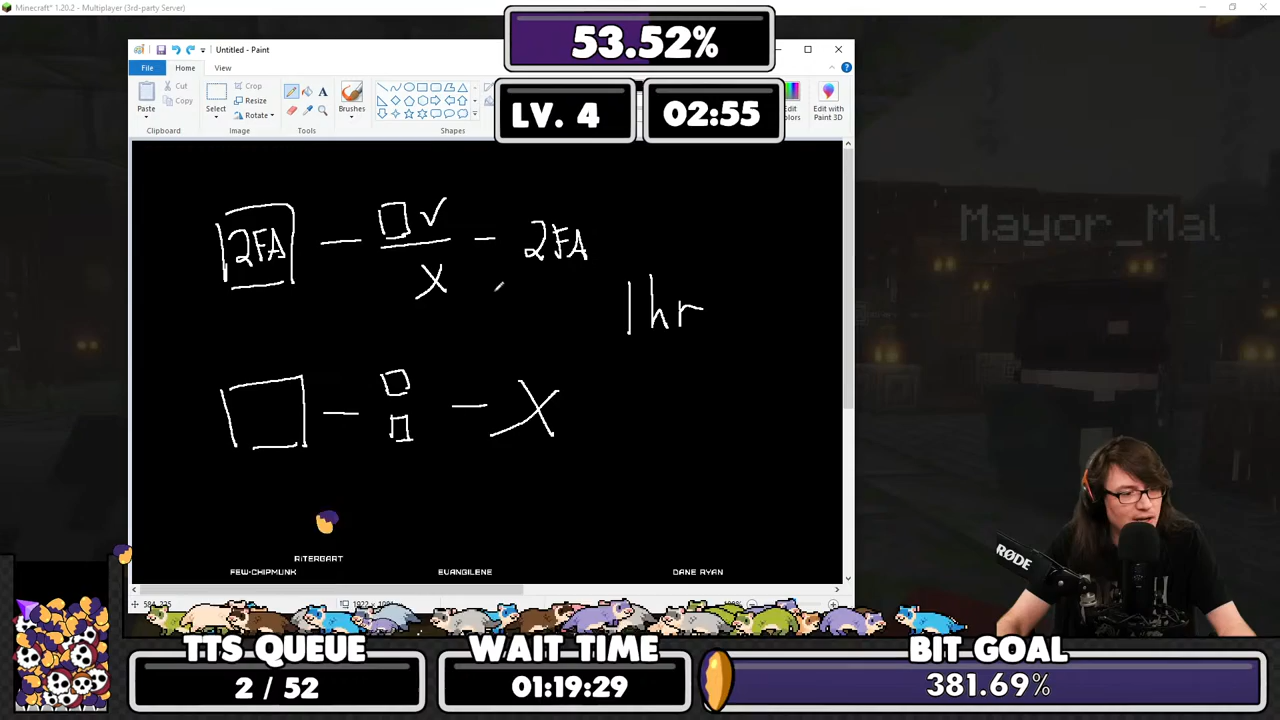 Minecraft* 1.20.2 - Multiplayer (3rd-party Server)
53.52%
LV. 4
02:55
Untitled - Paint
File
Home
View
Paste
Cut
Copy
Clipboard
Select
Crop
Resize
Rotate
Image
A
Tools
Brushes
Shapes
Edit with
Paint 3D
Mayor_Mal
2FA — □ √ - 2FA
X
1hr
□ — □ — X
RØDE
RITERGART
FEW-CHIPMUNK
EVANGILENE
DANE RYAN
TTS QUEUE
2 / 52
WAIT TIME
01:19:29
BIT GOAL
381.69%